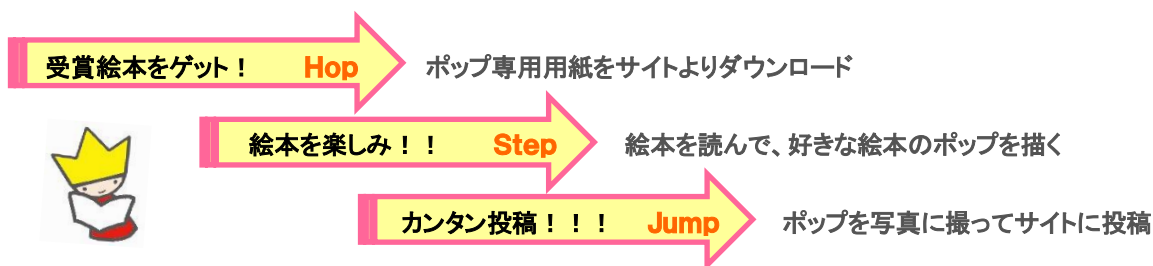 受賞絵本をゲット！ Hop ポップ専用用紙をサイトよりダウンロード
絵本を楽しみ！！ Step 絵本を読んで、好きな絵本のポップを描く
カンタン投稿！！！ Jump ポップを写真に撮ってサイトに投稿